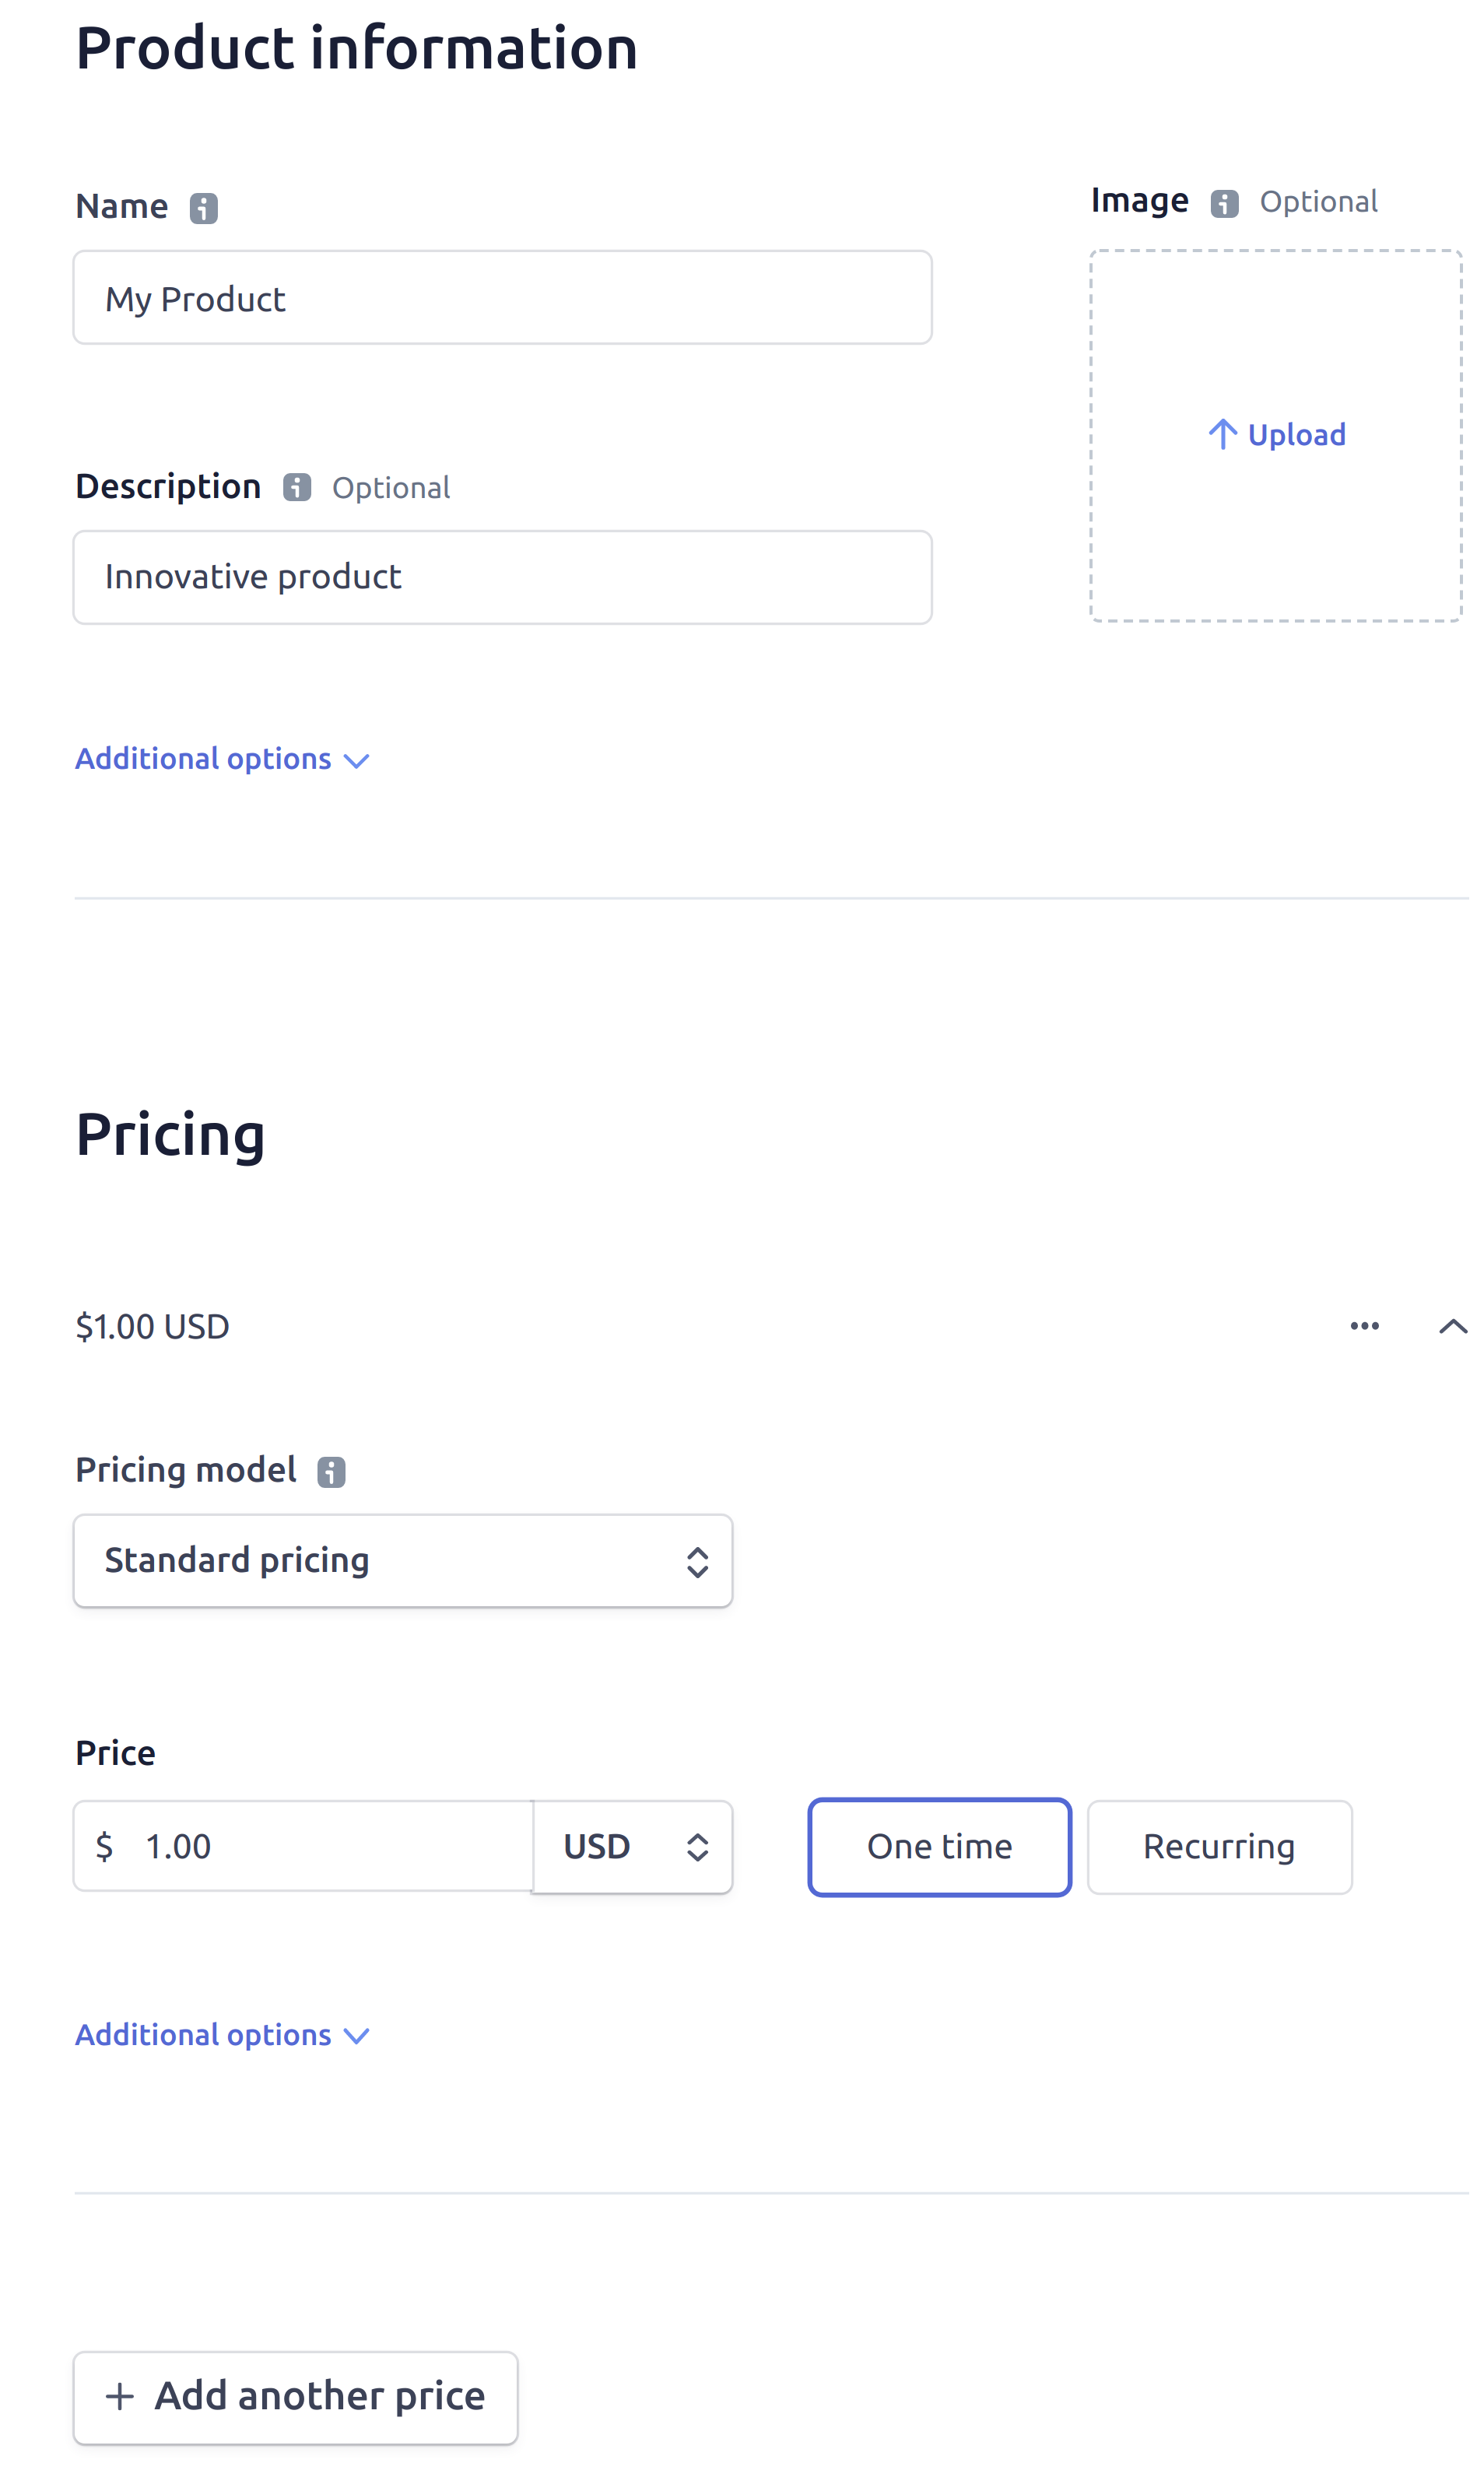 Product information
Name
My Product
Description Optional
Innovative product
Image Optional
Upload
Additional options
Pricing
$1.00 USD
Pricing model
Standard pricing
Price
$ 1.00 USD One time Recurring
Additional options
+ Add another price